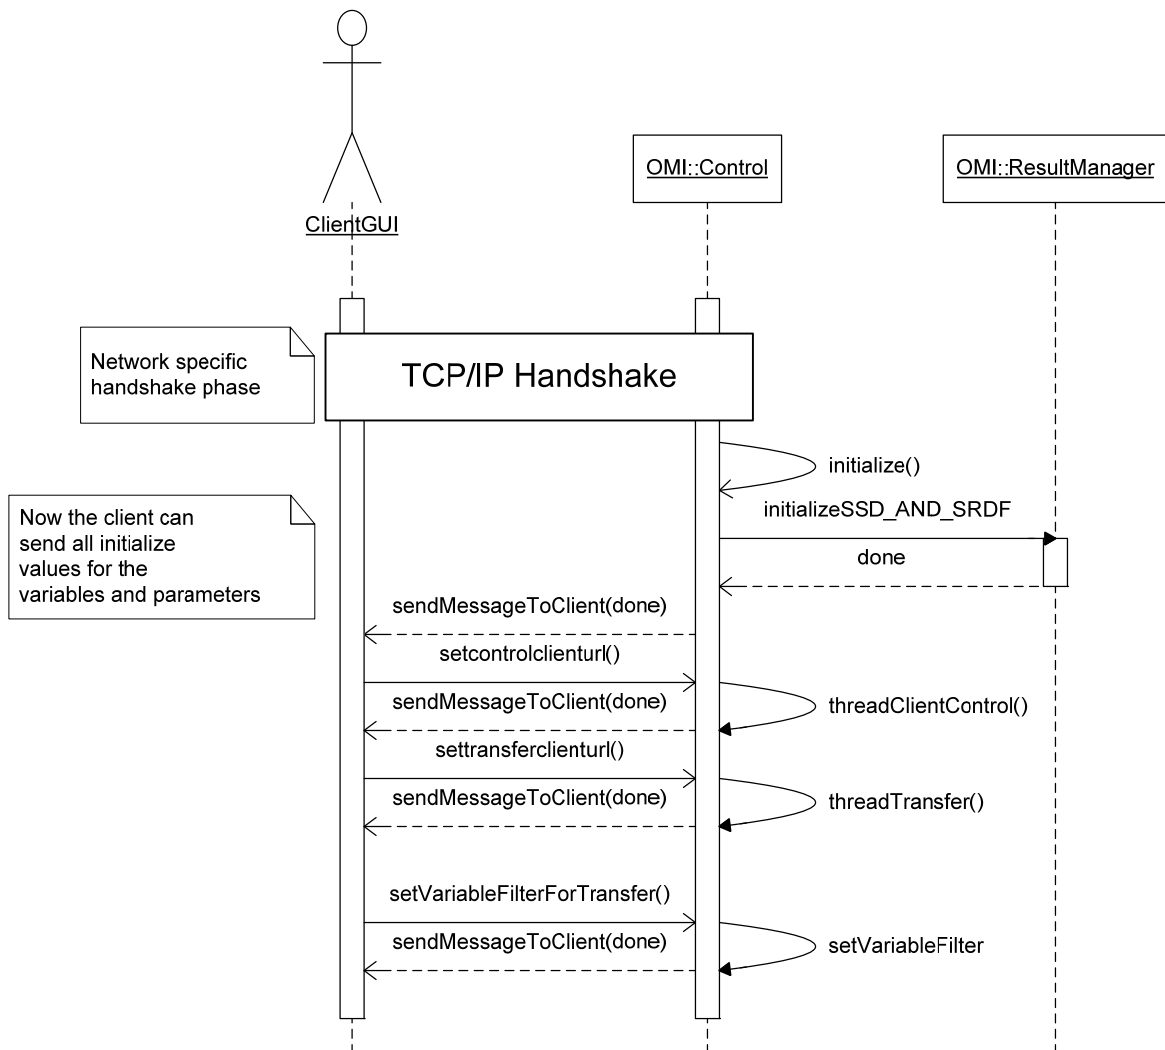 OMI::Control
OMI::ResultManager
ClientGUI
Network specific
handshake phase
TCP/IP Handshake
initialize()
Now the client can
send all initialize
values for the
variables and parameters
initializeSSD_AND_SRDF
done
sendMessageToClient(done)
setcontrolclienturl()
sendMessageToClient(done)
threadClientControl()
settransferclienturl()
sendMessageToClient(done)
threadTransfer()
setVariableFilterForTransfer()
sendMessageToClient(done)
setVariableFilter